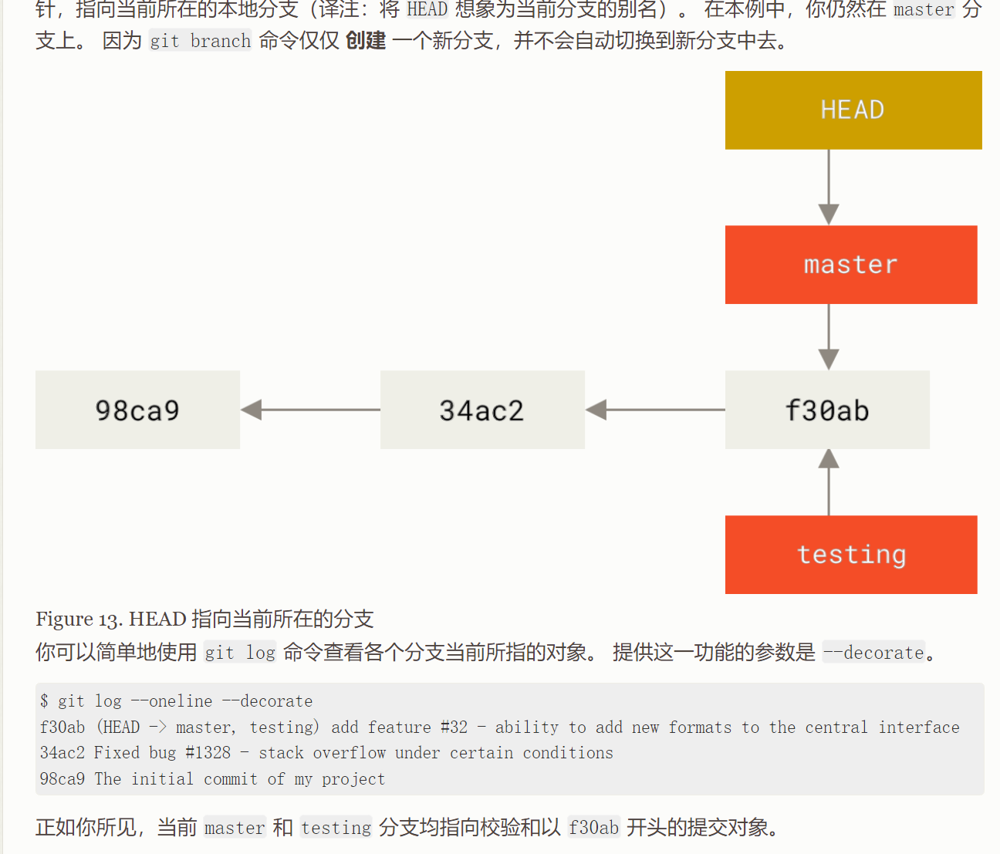 针，指向当前所在的本地分支（译注：将 HEAD 想象为当前分支的别名）。 在本例中，你仍然在 master 分
支上。 因为 git branch 命令仅仅 创建 一个新分支，并不会自动切换到新分支中去。
HEAD
master
98ca9
34ac2
f30ab
testing
Figure 13. HEAD 指向当前所在的分支
你可以简单地使用 git log 命令查看各个分支当前所指的对象。 提供这一功能的参数是 --decorate。
$ git log --oneline --decorate
f30ab (HEAD -> master, testing) add feature #32 - ability to add new formats to the central interface
34ac2 Fixed bug #1328 - stack overflow under certain conditions
98ca9 The initial commit of my project
正如你所见，当前 master 和 testing 分支均指向校验和以 f30ab 开头的提交对象。